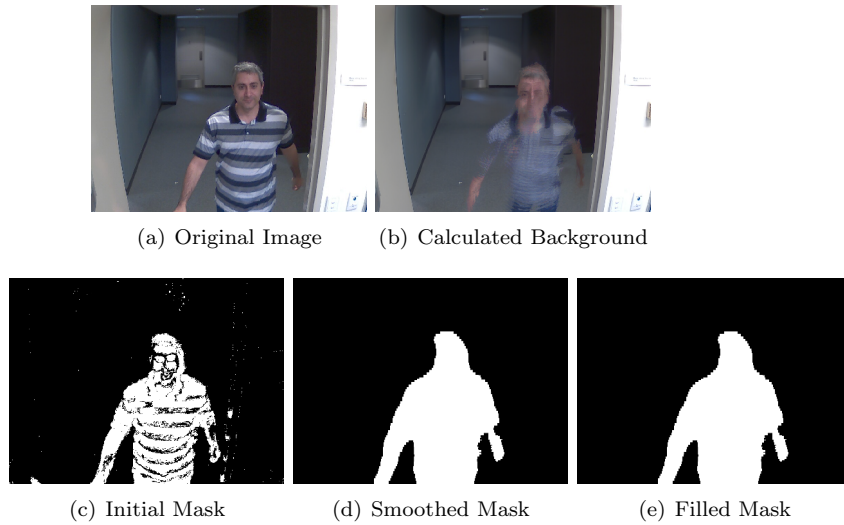 (a) Original Image
(b) Calculated Background
(c) Initial Mask
(d) Smoothed Mask
(e) Filled Mask